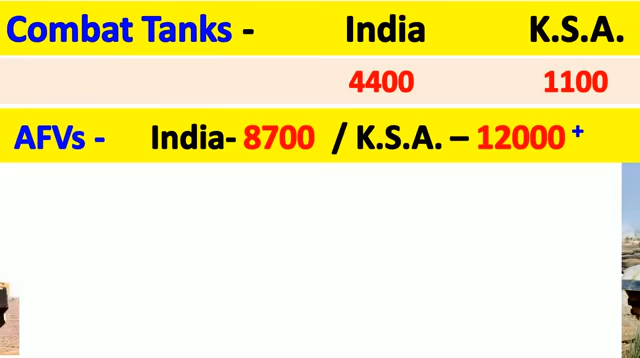 Combat Tanks - India K.S.A.
4400 1100
AFVs - India- 8700 / K.S.A. – 12000 +